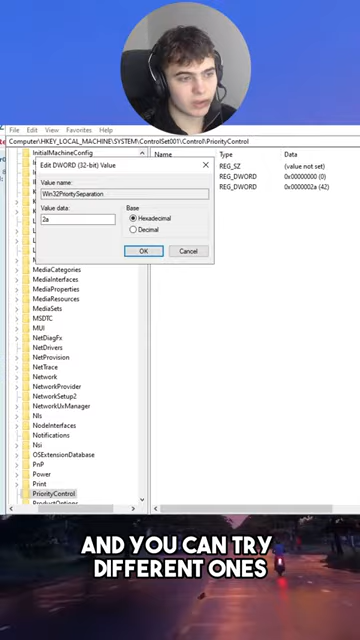 File Edit View Favorites Help
Computer\HKEY_LOCAL_MACHINE\SYSTEM\ControlSet001\Control\PriorityControl
InitialMachineConfig
Name
Type
Data
Edit DWORD (32-bit) Value
REG_SZ
(value not set)
REG_DWORD
0x00000000 (0)
REG_DWORD
0x0000002a (42)
Value name:
Win32PrioritySeparation
Value data:
Base
2a
Hexadecimal
Decimal
OK
Cancel
MediaCategories
MediaInterfaces
MediaProperties
MediaResources
MediaSets
MSDTC
MUI
NetDiagFx
NetDrivers
NetProvision
NetTrace
Network
NetworkProvider
NetworkSetup2
NetworkUxManager
Nls
NodeInterfaces
Notifications
Nsi
OSExtensionDatabase
PnP
Power
Print
PriorityControl
ProductOptions
AND YOU CAN TRY
DIFFERENT ONES